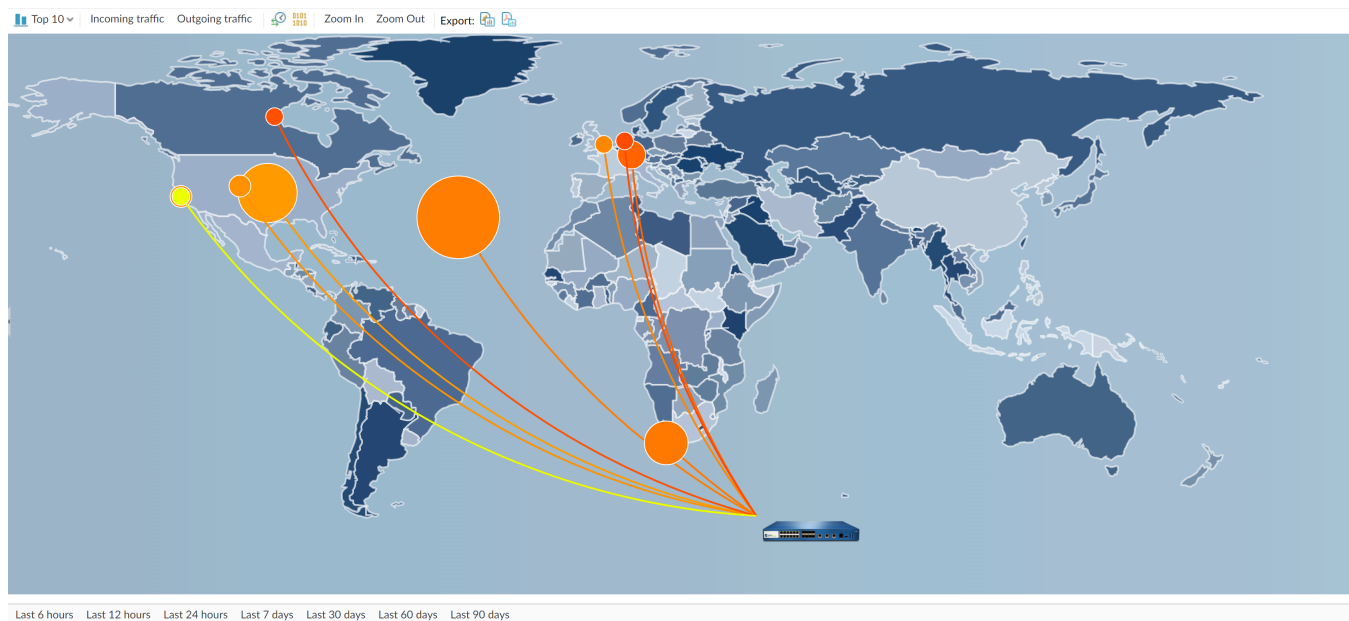 Top 10 Incoming traffic Outgoing traffic 0101 1010 Zoom In Zoom Out Export:
Last 6 hours Last 12 hours Last 24 hours Last 7 days Last 30 days Last 60 days Last 90 days